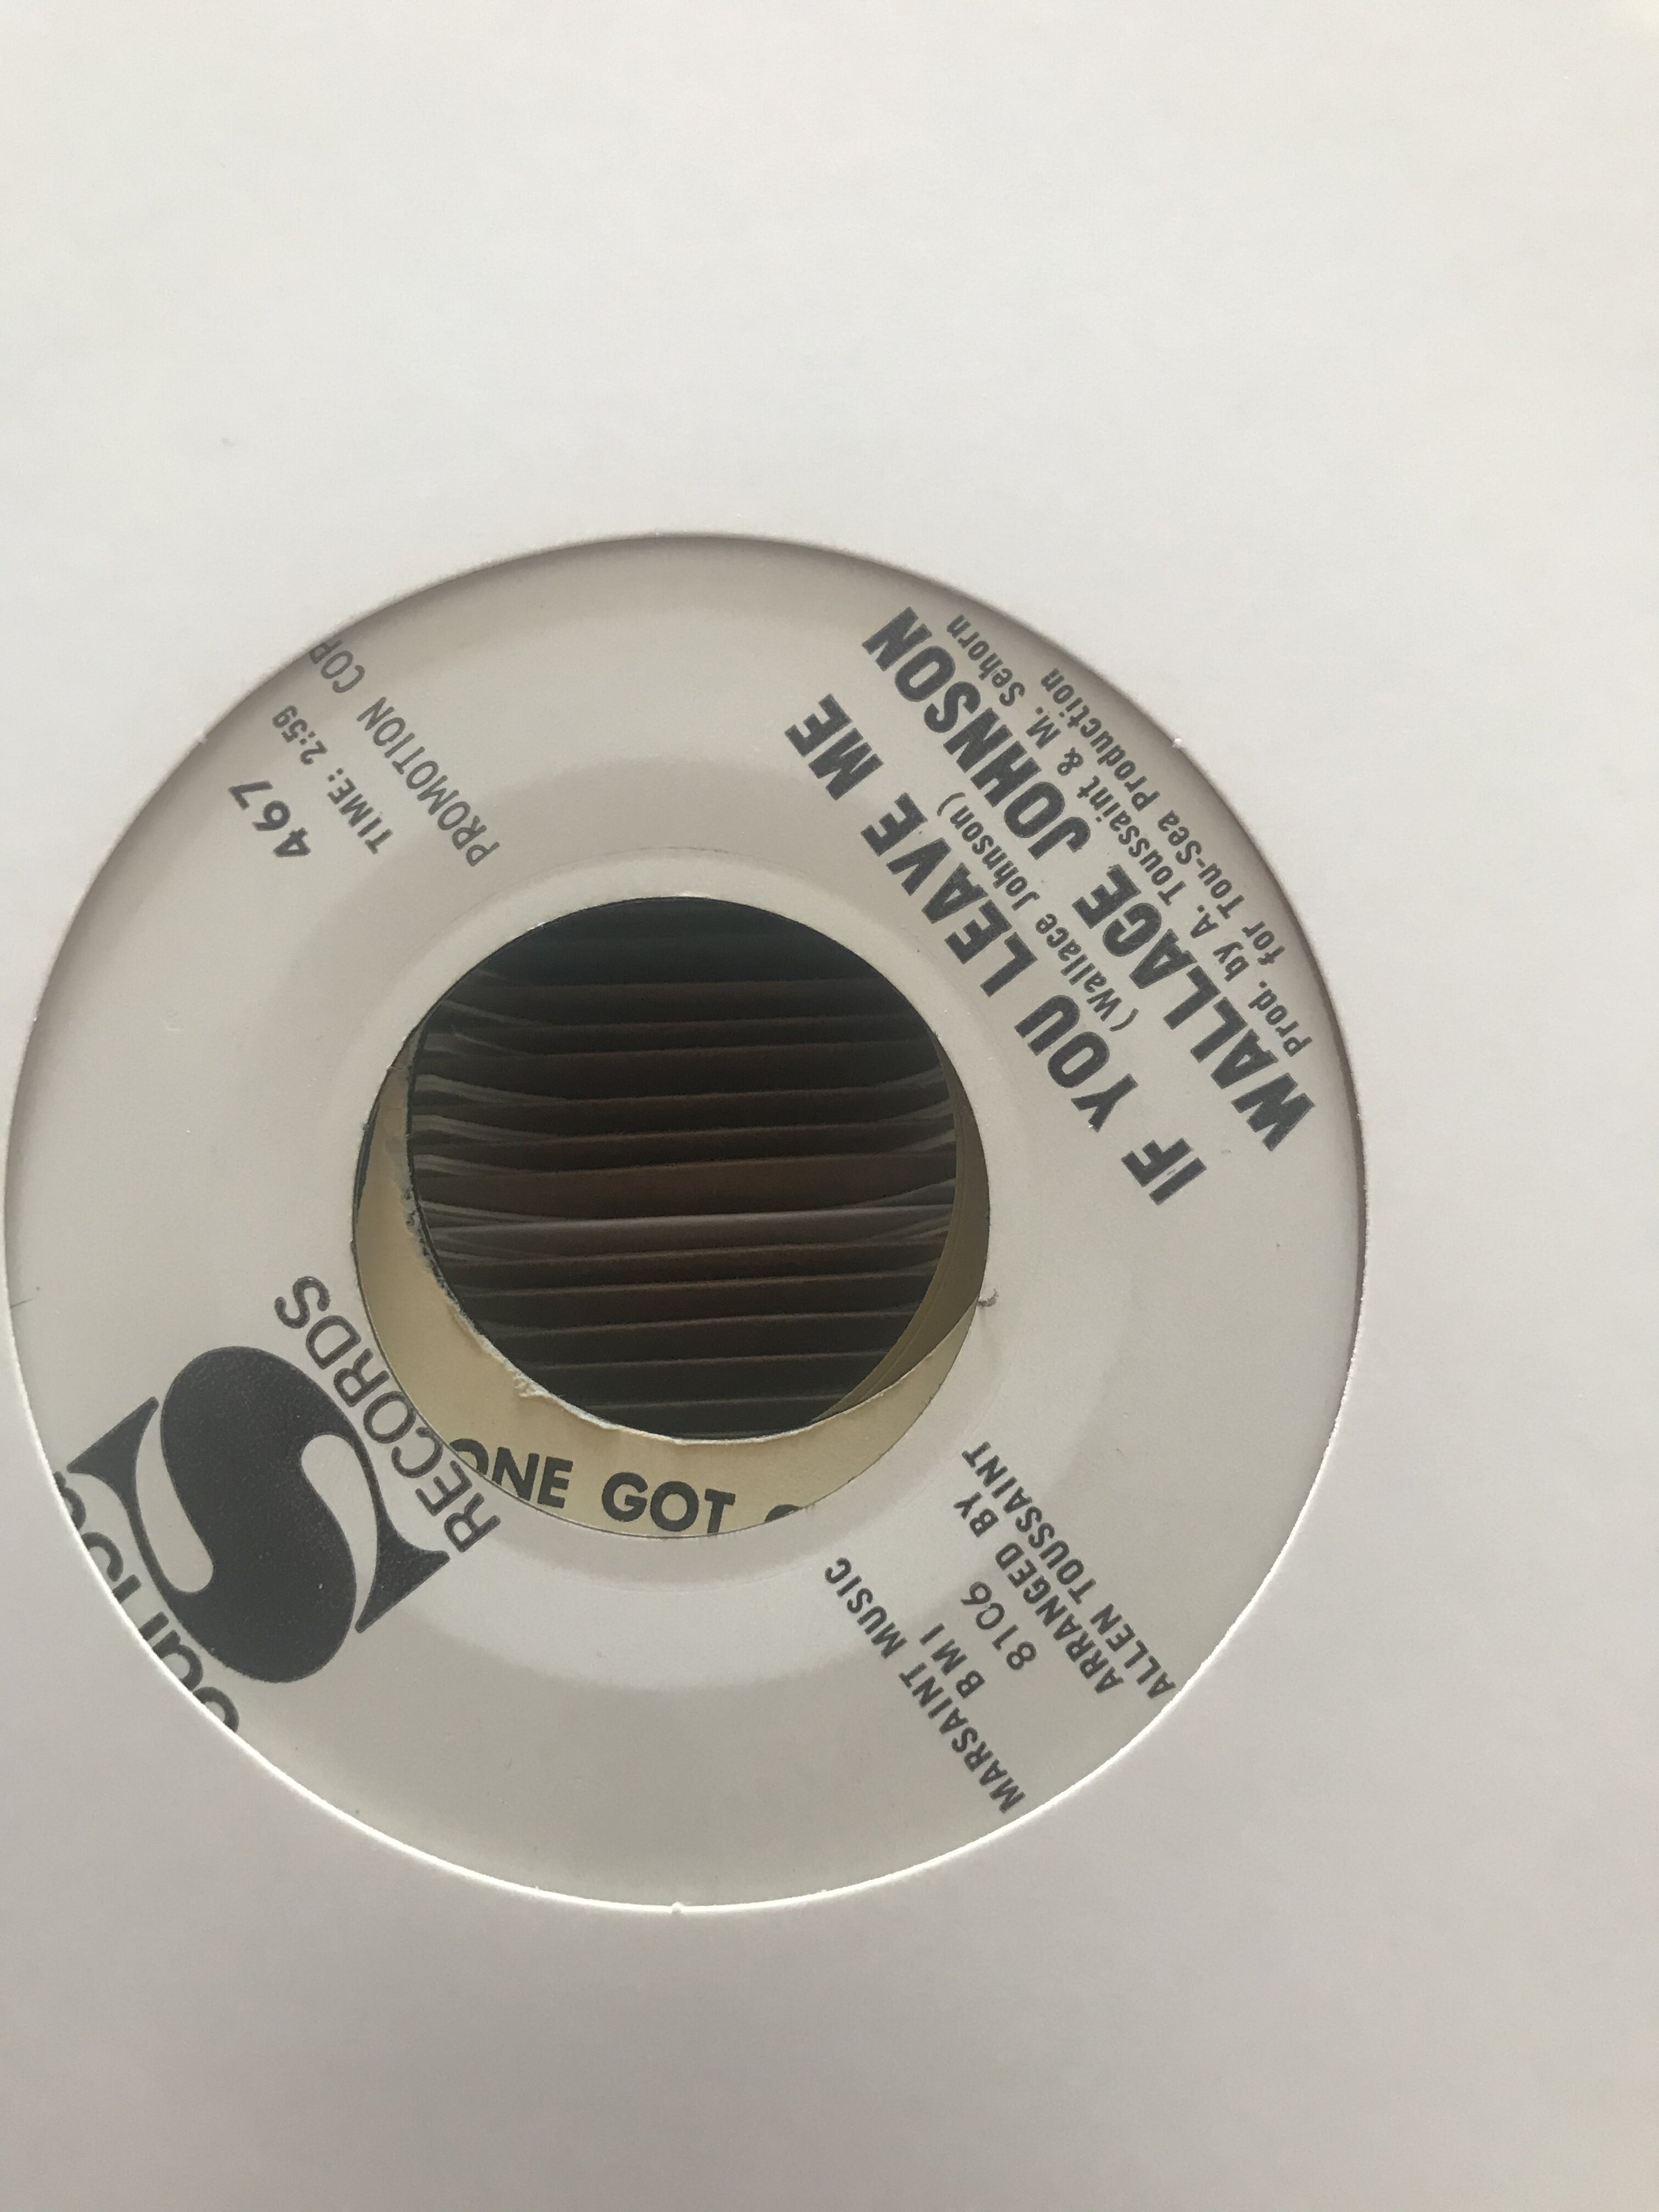 RECORDS
MARSAINT MUSIC
BMI
8106
ARRANGED BY
ALLEN TOUSSAINT
467
TIME: 2:59
PROMOTION COP
IF YOU LEAVE ME
(Wallace Johnson)
WALLACE JOHNSON
Prod. by A. Toussaint & M. Sehorn
for Tou-Sea Production
ONE GOT